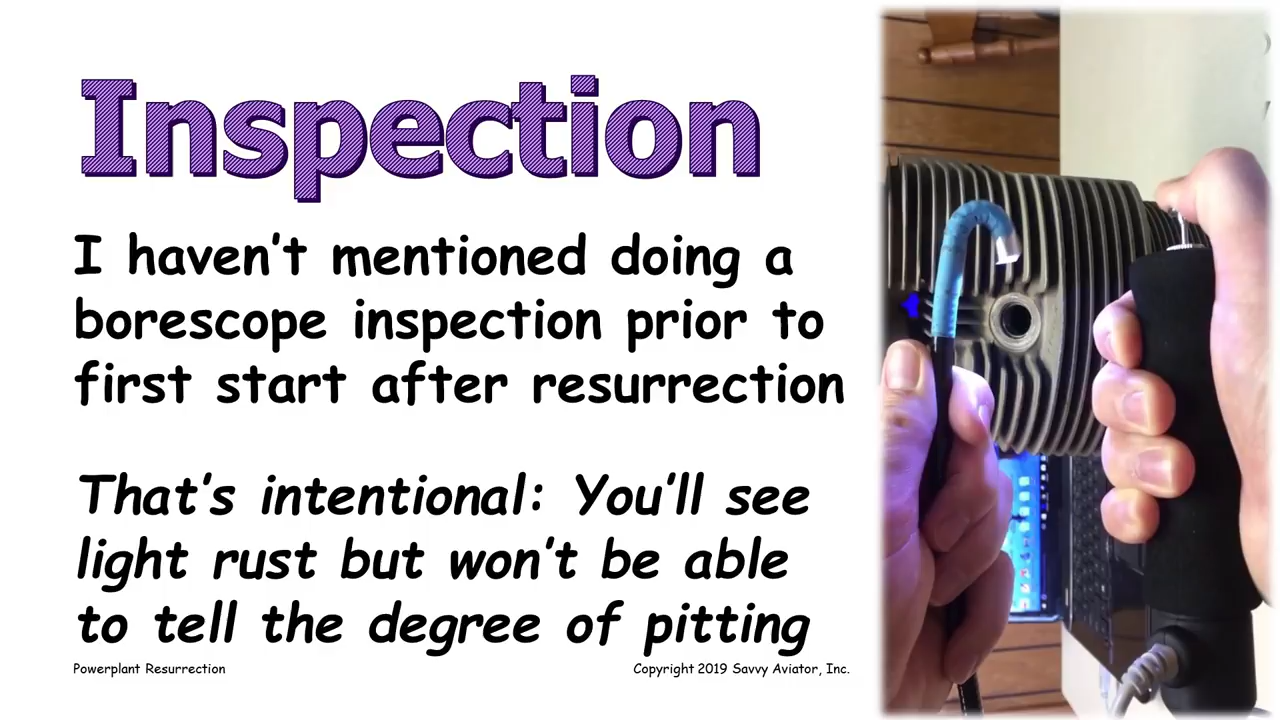 Inspection
I haven’t mentioned doing a
borescope inspection prior to
first start after resurrection
That’s intentional: You’ll see
light rust but won’t be able
to tell the degree of pitting
Powerplant Resurrection
Copyright 2019 Savvy Aviator, Inc.